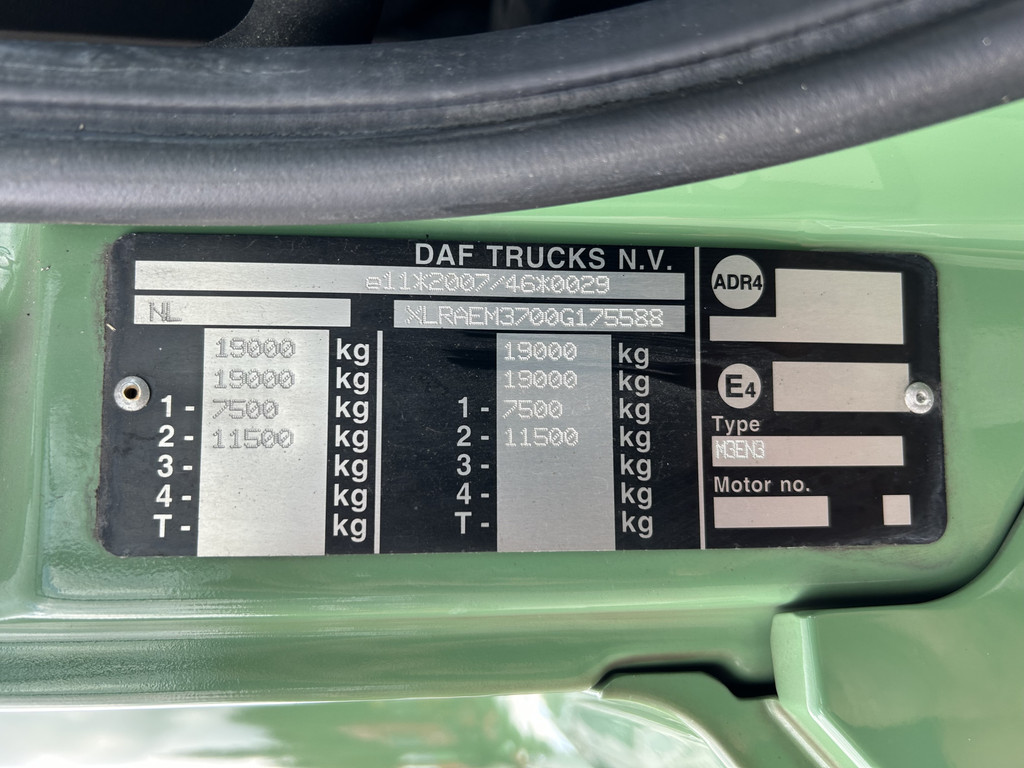 DAF TRUCKS N.V.
e11*2007/46*0029
NL XLRAEM3700G175588
19000 kg 19000 kg
19000 kg 19000 kg
1- 7500 kg 1- 7500 kg
2- 11500 kg 2- 11500 kg
3- kg 3- kg
4- kg 4- kg
T- kg T- kg
ADR4
E4
Type
M3EN3
Motor no.